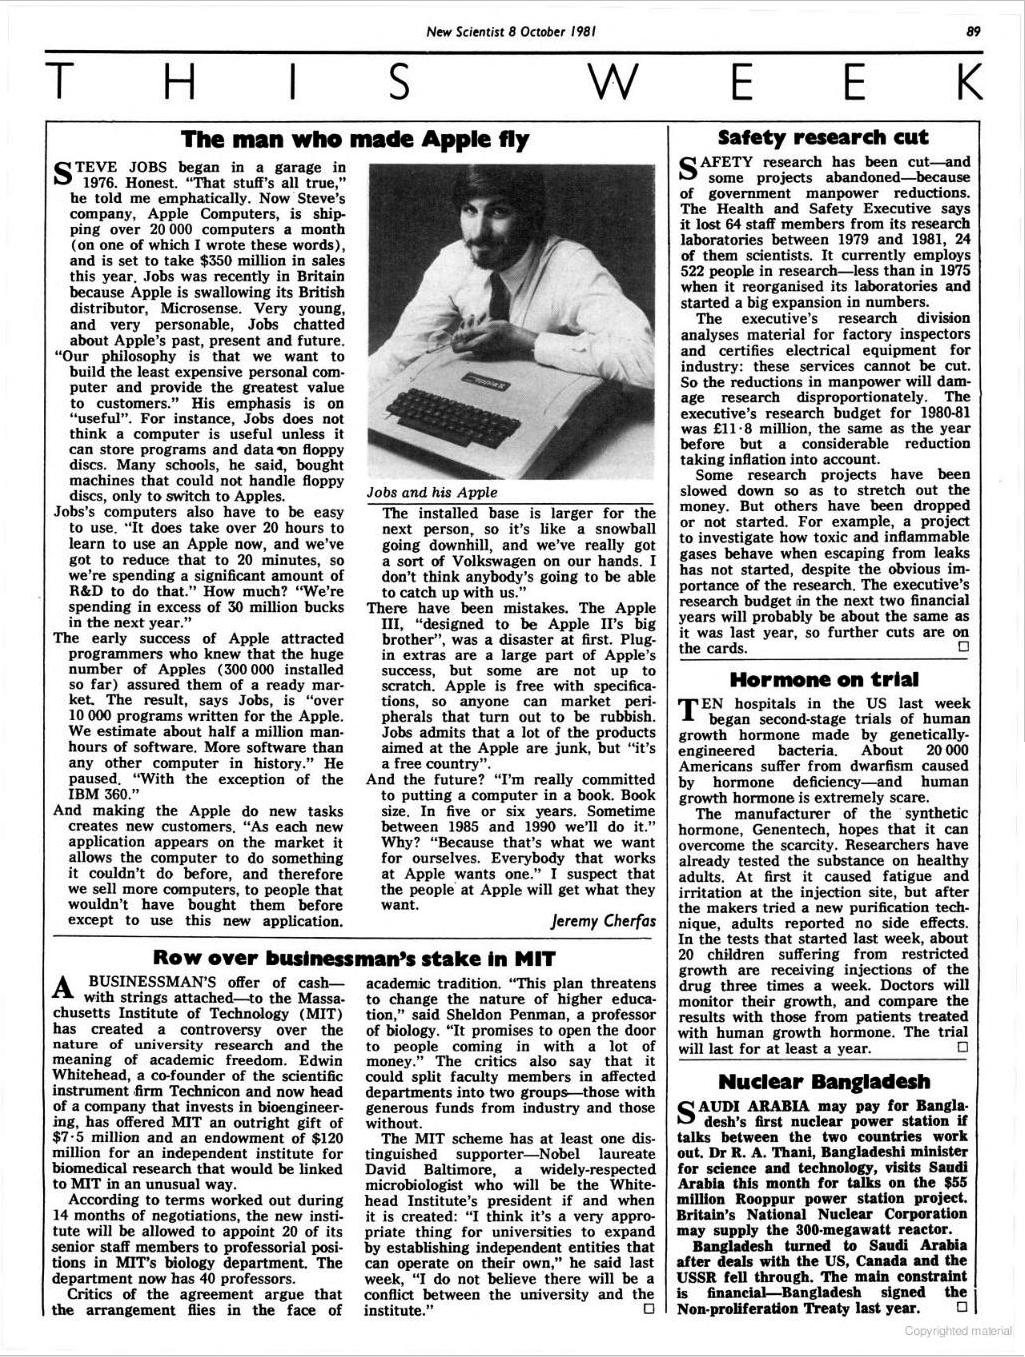 New Scientist 8 October 1981
89
T H I S W E E K
The man who made Apple fly
STEVE JOBS began in a garage in
1976. Honest. “That stuff’s all true,”
he told me emphatically. Now Steve’s
company, Apple Computers, is ship-
ping over 20 000 computers a month
(on one of which I wrote these words),
and is set to take $350 million in sales
this year. Jobs was recently in Britain
because Apple is swallowing its British
distributor, Microsense. Very young,
and very personable, Jobs chatted
about Apple’s past, present and future.
“Our philosophy is that we want to
build the least expensive personal com-
puter and provide the greatest value
to customers.” His emphasis is on
“useful”. For instance, Jobs does not
think a computer is useful unless it
can store programs and data on floppy
discs. Many schools, he said, bought
machines that could not handle floppy
discs, only to switch to Apples.
Jobs’s computers also have to be easy
to use. “It does take over 20 hours to
learn to use an Apple now, and we’ve
got to reduce that to 20 minutes, so
we’re spending a significant amount of
R&D to do that.” How much? “We’re
spending in excess of 30 million bucks
in the next year.”
The early success of Apple attracted
programmers who knew that the huge
number of Apples (300 000 installed
so far) assured them of a ready mar-
ket. The result, says Jobs, is “over
10 000 programs written for the Apple.
We estimate about half a million man-
hours of software. More software than
any other computer in history.” He
paused, “With the exception of the
IBM 360.”
And making the Apple do new tasks
creates new customers. “As each new
application appears on the market it
allows the computer to do something
it couldn’t do before, and therefore
we sell more computers, to people that
wouldn’t have bought them before
except to use this new application.
apple II
Jobs and his Apple
The installed base is larger for the
next person, so it’s like a snowball
going downhill, and we’ve really got
a sort of Volkswagen on our hands. I
don’t think anybody’s going to be able
to catch up with us.”
There have been mistakes. The Apple
III, “designed to be Apple II’s big
brother”, was a disaster at first. Plug-
in extras are a large part of Apple’s
success, but some are not up to
scratch. Apple is free with specifica-
tions, so anyone can market peri-
pherals that turn out to be rubbish.
Jobs admits that a lot of the products
aimed at the Apple are junk, but “it’s
a free country”.
And the future? “I’m really committed
to putting a computer in a book. Book
size. In five or six years. Sometime
between 1985 and 1990 we’ll do it.”
Why? “Because that’s what we want
for ourselves. Everybody that works
at Apple wants one.” I suspect that
the people at Apple will get what they
want.
Jeremy Cherfas
Row over businessman’s stake in MIT
A BUSINESSMAN’S offer of cash—
with strings attached—to the Massa-
chusetts Institute of Technology (MIT)
has created a controversy over the
nature of university research and the
meaning of academic freedom. Edwin
Whitehead, a co-founder of the scientific
instrument firm Technicon and now head
of a company that invests in bioengineer-
ing, has offered MIT an outright gift of
$7·5 million and an endowment of $120
million for an independent institute for
biomedical research that would be linked
to MIT in an unusual way.
According to terms worked out during
14 months of negotiations, the new insti-
tute will be allowed to appoint 20 of its
senior staff members to professorial posi-
tions in MIT’s biology department. The
department now has 40 professors.
Critics of the agreement argue that
the arrangement flies in the face of
academic tradition. “This plan threatens
to change the nature of higher educa-
tion,” said Sheldon Penman, a professor
of biology. “It promises to open the door
to people coming in with a lot of
money.” The critics also say that it
could split faculty members in affected
departments into two groups—those with
generous funds from industry and those
without.
The MIT scheme has at least one dis-
tinguished supporter—Nobel laureate
David Baltimore, a widely-respected
microbiologist who will be the White-
head Institute’s president if and when
it is created: “I think it’s a very appro-
priate thing for universities to expand
by establishing independent entities that
can operate on their own,” he said last
week, “I do not believe there will be a
conflict between the university and the
institute.” □
Safety research cut
SAFETY research has been cut—and
some projects abandoned—because
of government manpower reductions.
The Health and Safety Executive says
it lost 64 staff members from its research
laboratories between 1979 and 1981, 24
of them scientists. It currently employs
522 people in research—less than in 1975
when it reorganised its laboratories and
started a big expansion in numbers.
The executive’s research division
analyses material for factory inspectors
and certifies electrical equipment for
industry: these services cannot be cut.
So the reductions in manpower will dam-
age research disproportionately. The
executive’s research budget for 1980-81
was £11·8 million, the same as the year
before but a considerable reduction
taking inflation into account.
Some research projects have been
slowed down so as to stretch out the
money. But others have been dropped
or not started. For example, a project
to investigate how toxic and inflammable
gases behave when escaping from leaks
has not started, despite the obvious im-
portance of the research. The executive’s
research budget in the next two financial
years will probably be about the same as
it was last year, so further cuts are on
the cards. □
Hormone on trial
TEN hospitals in the US last week
began second-stage trials of human
growth hormone made by genetically-
engineered bacteria. About 20 000
Americans suffer from dwarfism caused
by hormone deficiency—and human
growth hormone is extremely scare.
The manufacturer of the synthetic
hormone, Genentech, hopes that it can
overcome the scarcity. Researchers have
already tested the substance on healthy
adults. At first it caused fatigue and
irritation at the injection site, but after
the makers tried a new purification tech-
nique, adults reported no side effects.
In the tests that started last week, about
20 children suffering from restricted
growth are receiving injections of the
drug three times a week. Doctors will
monitor their growth, and compare the
results with those from patients treated
with human growth hormone. The trial
will last for at least a year. □
Nuclear Bangladesh
SAUDI ARABIA may pay for Bangla-
desh’s first nuclear power station if
talks between the two countries work
out. Dr R. A. Thani, Bangladeshi minister
for science and technology, visits Saudi
Arabia this month for talks on the $55
million Rooppur power station project.
Britain’s National Nuclear Corporation
may supply the 300-megawatt reactor.
Bangladesh turned to Saudi Arabia
after deals with the US, Canada and the
USSR fell through. The main constraint
is financial—Bangladesh signed the
Non-proliferation Treaty last year. □
Copyrighted material